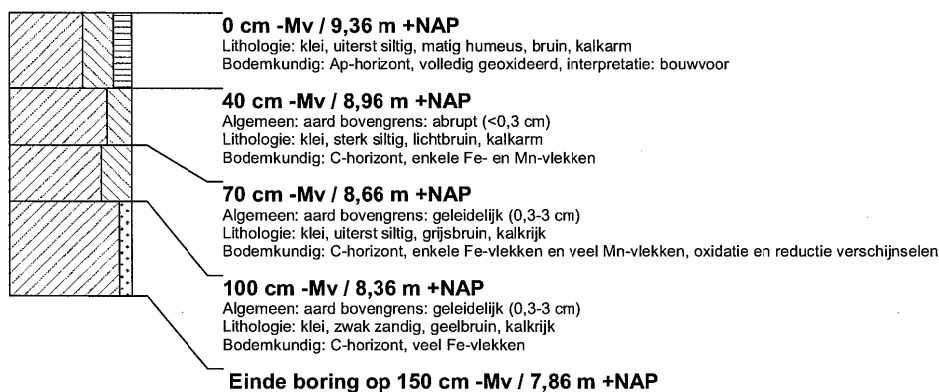 0 cm -Mv / 9,36 m +NAP
Lithologie: klei, uiterst siltig, matig humeus, bruin, kalkarm
Bodemkundig: Ap-horizont, volledig geoxideerd, interpretatie: bouwvoor
40 cm -Mv / 8,96 m +NAP
Algemeen: aard bovengrens: abrupt (<0,3 cm)
Lithologie: klei, sterk siltig, lichtbruin, kalkarm
Bodemkundig: C-horizont, enkele Fe- en Mn-vlekken
70 cm -Mv / 8,66 m +NAP
Algemeen: aard bovengrens: geleidelijk (0,3-3 cm)
Lithologie: klei, uiterst siltig, grijsbruin, kalkrijk
Bodemkundig: C-horizont, enkele Fe-vlekken en veel Mn-vlekken, oxidatie en reductie verschijnselen
100 cm -Mv / 8,36 m +NAP
Algemeen: aard bovengrens: geleidelijk (0,3-3 cm)
Lithologie: klei, zwak zandig, geelbruin, kalkrijk
Bodemkundig: C-horizont, veel Fe-vlekken
Einde boring op 150 cm -Mv / 7,86 m +NAP